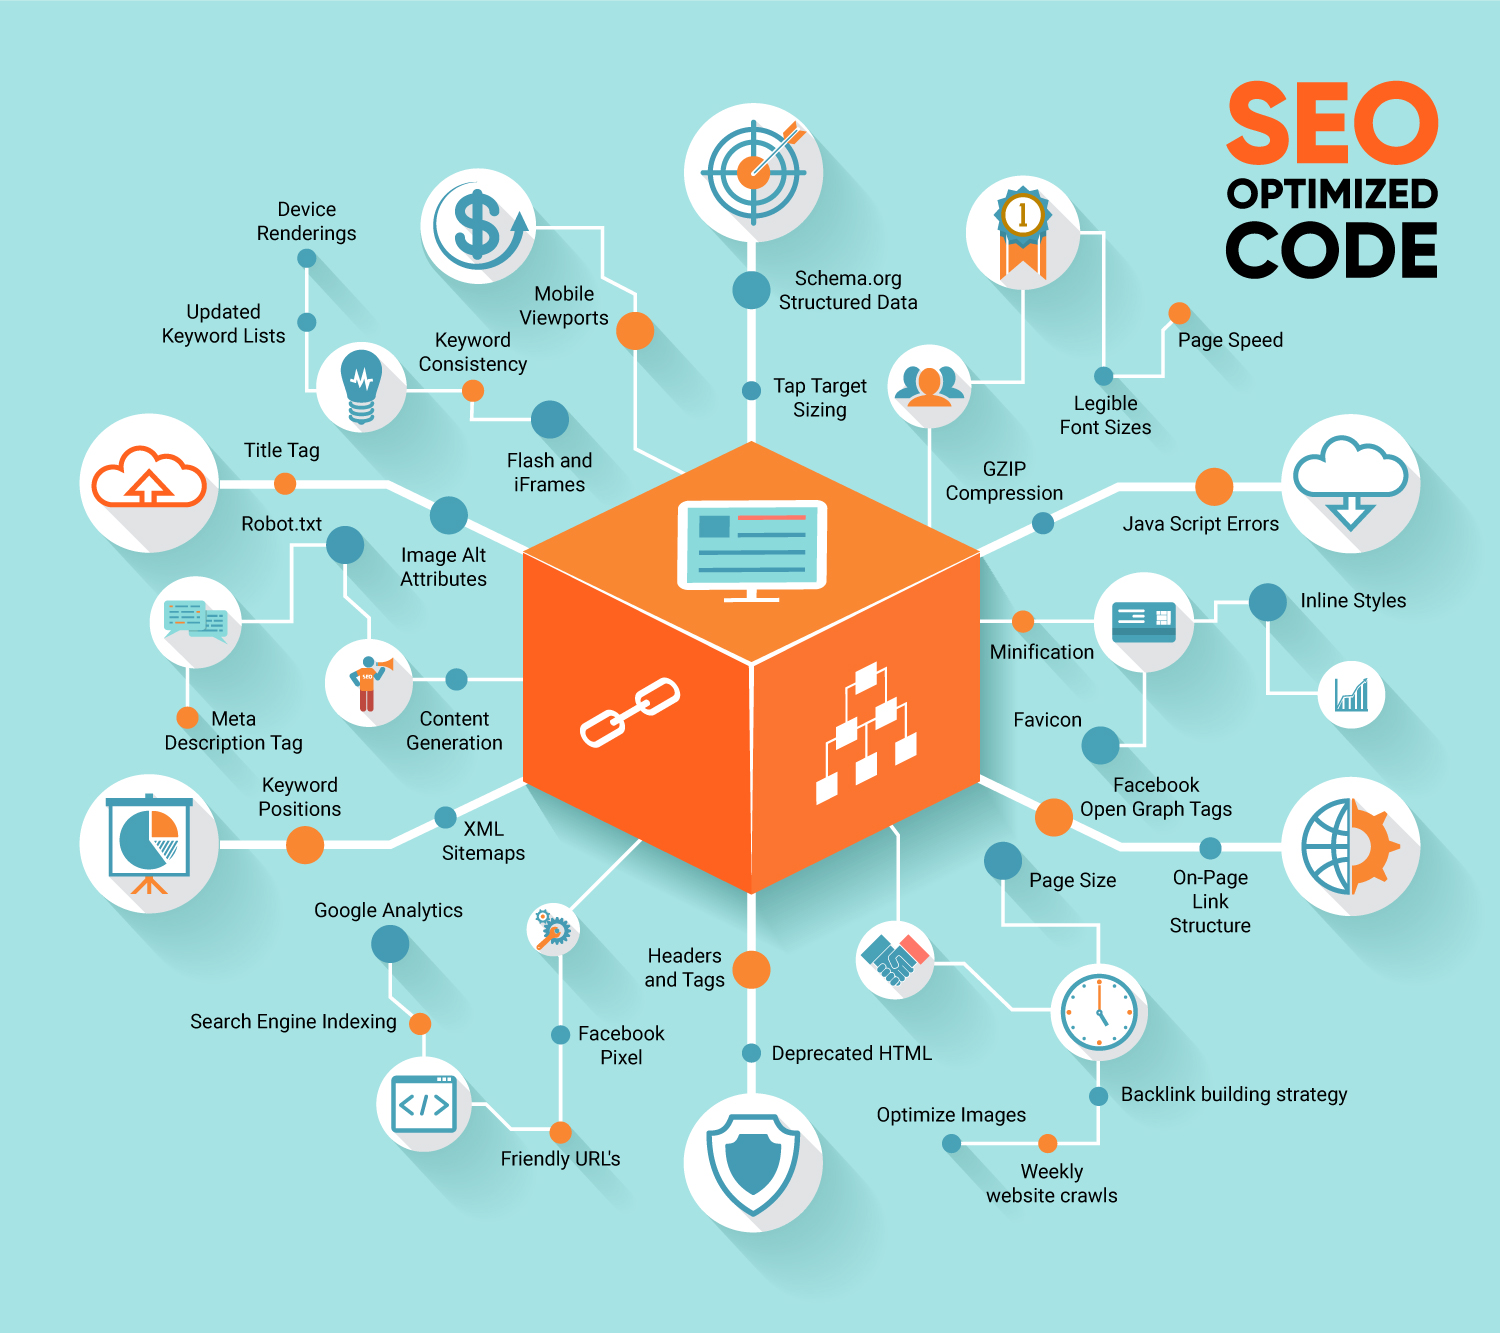 SEO
OPTIMIZED
CODE
Device
Renderings
Updated
Keyword Lists
Mobile
Viewports
Keyword
Consistency
Flash and
iFrames
Schema.org
Structured Data
Tap Target
Sizing
1
Page Speed
Legible
Font Sizes
GZIP
Compression
Java Script Errors
Title Tag
Image Alt
Attributes
Robot.txt
SEO
Meta
Description Tag
Content
Generation
Inline Styles
Minification
Favicon
Keyword
Positions
XML
Sitemaps
Facebook
Open Graph Tags
On-Page
Link
Structure
Page Size
Google Analytics
Search Engine Indexing
Headers
and Tags
Facebook
Pixel
Deprecated HTML
</>
Friendly URL's
Backlink building strategy
Optimize Images
Weekly
website crawls